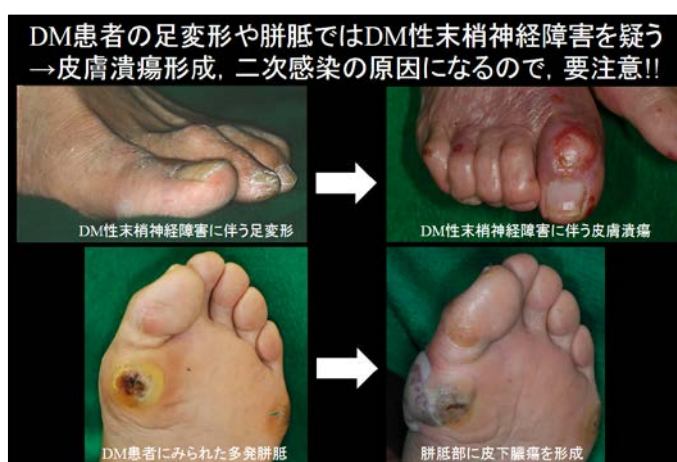 DM患者の足変形や胼胝ではDM性末梢神経障害を疑う
→皮膚潰瘍形成，二次感染の原因になるので，要注意!!
DM性末梢神経障害に伴う足変形
DM性末梢神経障害に伴う皮膚潰瘍
DM患者にみられた多発胼胝
胼胝部に皮下膿瘍を形成